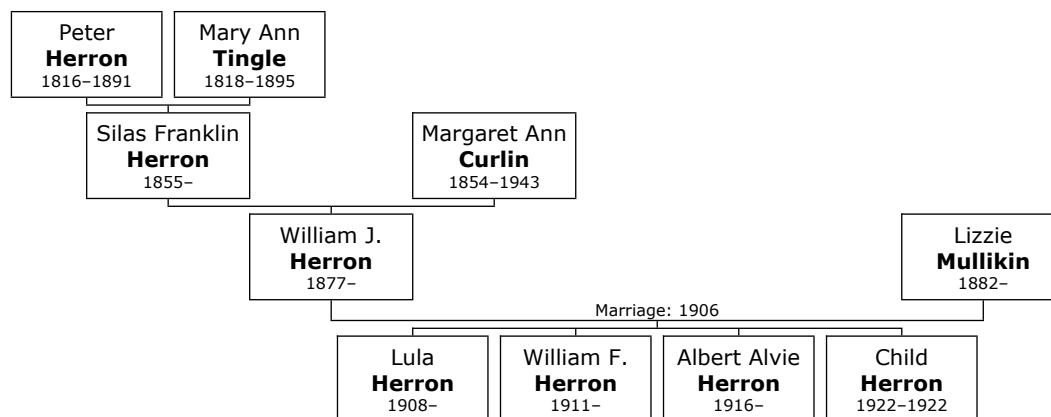 Peter
Herron
1816–1891
Mary Ann
Tingle
1818–1895
Silas Franklin
Herron
1855–
Margaret Ann
Curlin
1854–1943
William J.
Herron
1877–
Lizzie
Mullikin
1882–
Marriage: 1906
Lula
Herron
1908–
William F.
Herron
1911–
Albert Alvie
Herron
1916–
Child
Herron
1922–1922